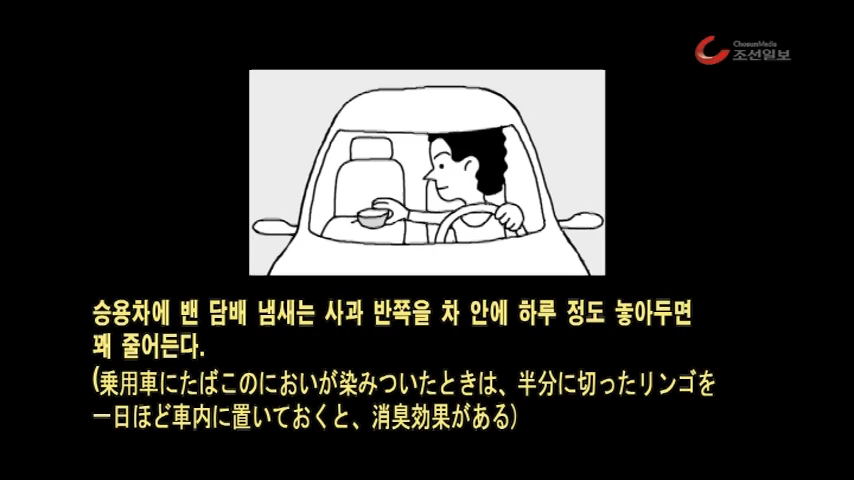 ChosunMedia
조선일보
승용차에 밴 담배 냄새는 사과 반쪽을 차 안에 하루 정도 놓아두면
꽤 줄어든다.
(乗用車にたばこのにおいが染みついたときは、半分に切ったリンゴを
一日ほど車内に置いておくと、消臭効果がある)